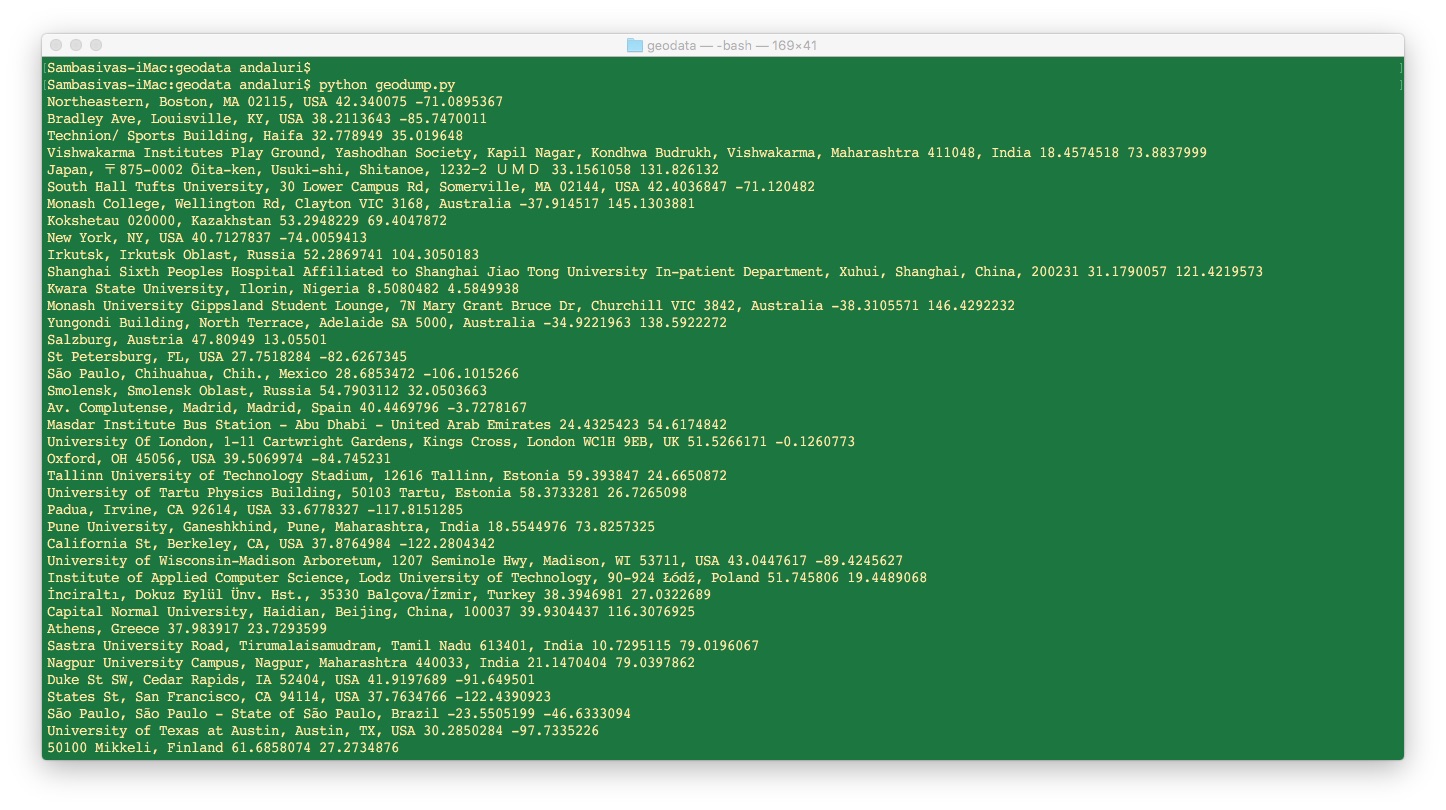 geodata — -bash — 169×41
Sambasivas-iMac:geodata andaluri$
Sambasivas-iMac:geodata andaluri$ python geodump.py
Northeastern, Boston, MA 02115, USA 42.340075 -71.0895367
Bradley Ave, Louisville, KY, USA 38.2113643 -85.7470011
Technion/ Sports Building, Haifa 32.778949 35.019648
Vishwakarma Institutes Play Ground, Yashodhan Society, Kapil Nagar, Kondhwa Budrukh, Vishwakarma, Maharashtra 411048, India 18.4574518 73.8837999
Japan, 〒875-0002 Ōita-ken, Usuki-shi, Shitanoe, 1232−2 ＵＭＤ 33.1561058 131.826132
South Hall Tufts University, 30 Lower Campus Rd, Somerville, MA 02144, USA 42.4036847 -71.120482
Monash College, Wellington Rd, Clayton VIC 3168, Australia -37.914517 145.1303881
Kokshetau 020000, Kazakhstan 53.2948229 69.4047872
New York, NY, USA 40.7127837 -74.0059413
Irkutsk, Irkutsk Oblast, Russia 52.2869741 104.3050183
Shanghai Sixth Peoples Hospital Affiliated to Shanghai Jiao Tong University In-patient Department, Xuhui, Shanghai, China, 200231 31.1790057 121.4219573
Kwara State University, Ilorin, Nigeria 8.5080482 4.5849938
Monash University Gippsland Student Lounge, 7N Mary Grant Bruce Dr, Churchill VIC 3842, Australia -38.3105571 146.4292232
Yungondi Building, North Terrace, Adelaide SA 5000, Australia -34.9221963 138.5922272
Salzburg, Austria 47.80949 13.05501
St Petersburg, FL, USA 27.7518284 -82.6267345
São Paulo, Chihuahua, Chih., Mexico 28.6853472 -106.1015266
Smolensk, Smolensk Oblast, Russia 54.7903112 32.0503663
Av. Complutense, Madrid, Madrid, Spain 40.4469796 -3.7278167
Masdar Institute Bus Station - Abu Dhabi - United Arab Emirates 24.4325423 54.6174842
University Of London, 1-11 Cartwright Gardens, Kings Cross, London WC1H 9EB, UK 51.5266171 -0.1260773
Oxford, OH 45056, USA 39.5069974 -84.745231
Tallinn University of Technology Stadium, 12616 Tallinn, Estonia 59.393847 24.6650872
University of Tartu Physics Building, 50103 Tartu, Estonia 58.3733281 26.7265098
Padua, Irvine, CA 92614, USA 33.6778327 -117.8151285
Pune University, Ganeshkhind, Pune, Maharashtra, India 18.5544976 73.8257325
California St, Berkeley, CA, USA 37.8764984 -122.2804342
University of Wisconsin-Madison Arboretum, 1207 Seminole Hwy, Madison, WI 53711, USA 43.0447617 -89.4245627
Institute of Applied Computer Science, Lodz University of Technology, 90-924 Łódź, Poland 51.745806 19.4489068
İnciraltı, Dokuz Eylül Ünv. Hst., 35330 Balçova/İzmir, Turkey 38.3946981 27.0322689
Capital Normal University, Haidian, Beijing, China, 100037 39.9304437 116.3076925
Athens, Greece 37.983917 23.7293599
Sastra University Road, Tirumalaisamudram, Tamil Nadu 613401, India 10.7295115 79.0196067
Nagpur University Campus, Nagpur, Maharashtra 440033, India 21.1470404 79.0397862
Duke St SW, Cedar Rapids, IA 52404, USA 41.9197689 -91.649501
States St, San Francisco, CA 94114, USA 37.7634766 -122.4390923
São Paulo, São Paulo - State of São Paulo, Brazil -23.5505199 -46.6333094
University of Texas at Austin, Austin, TX, USA 30.2850284 -97.7335226
50100 Mikkeli, Finland 61.6858074 27.2734876